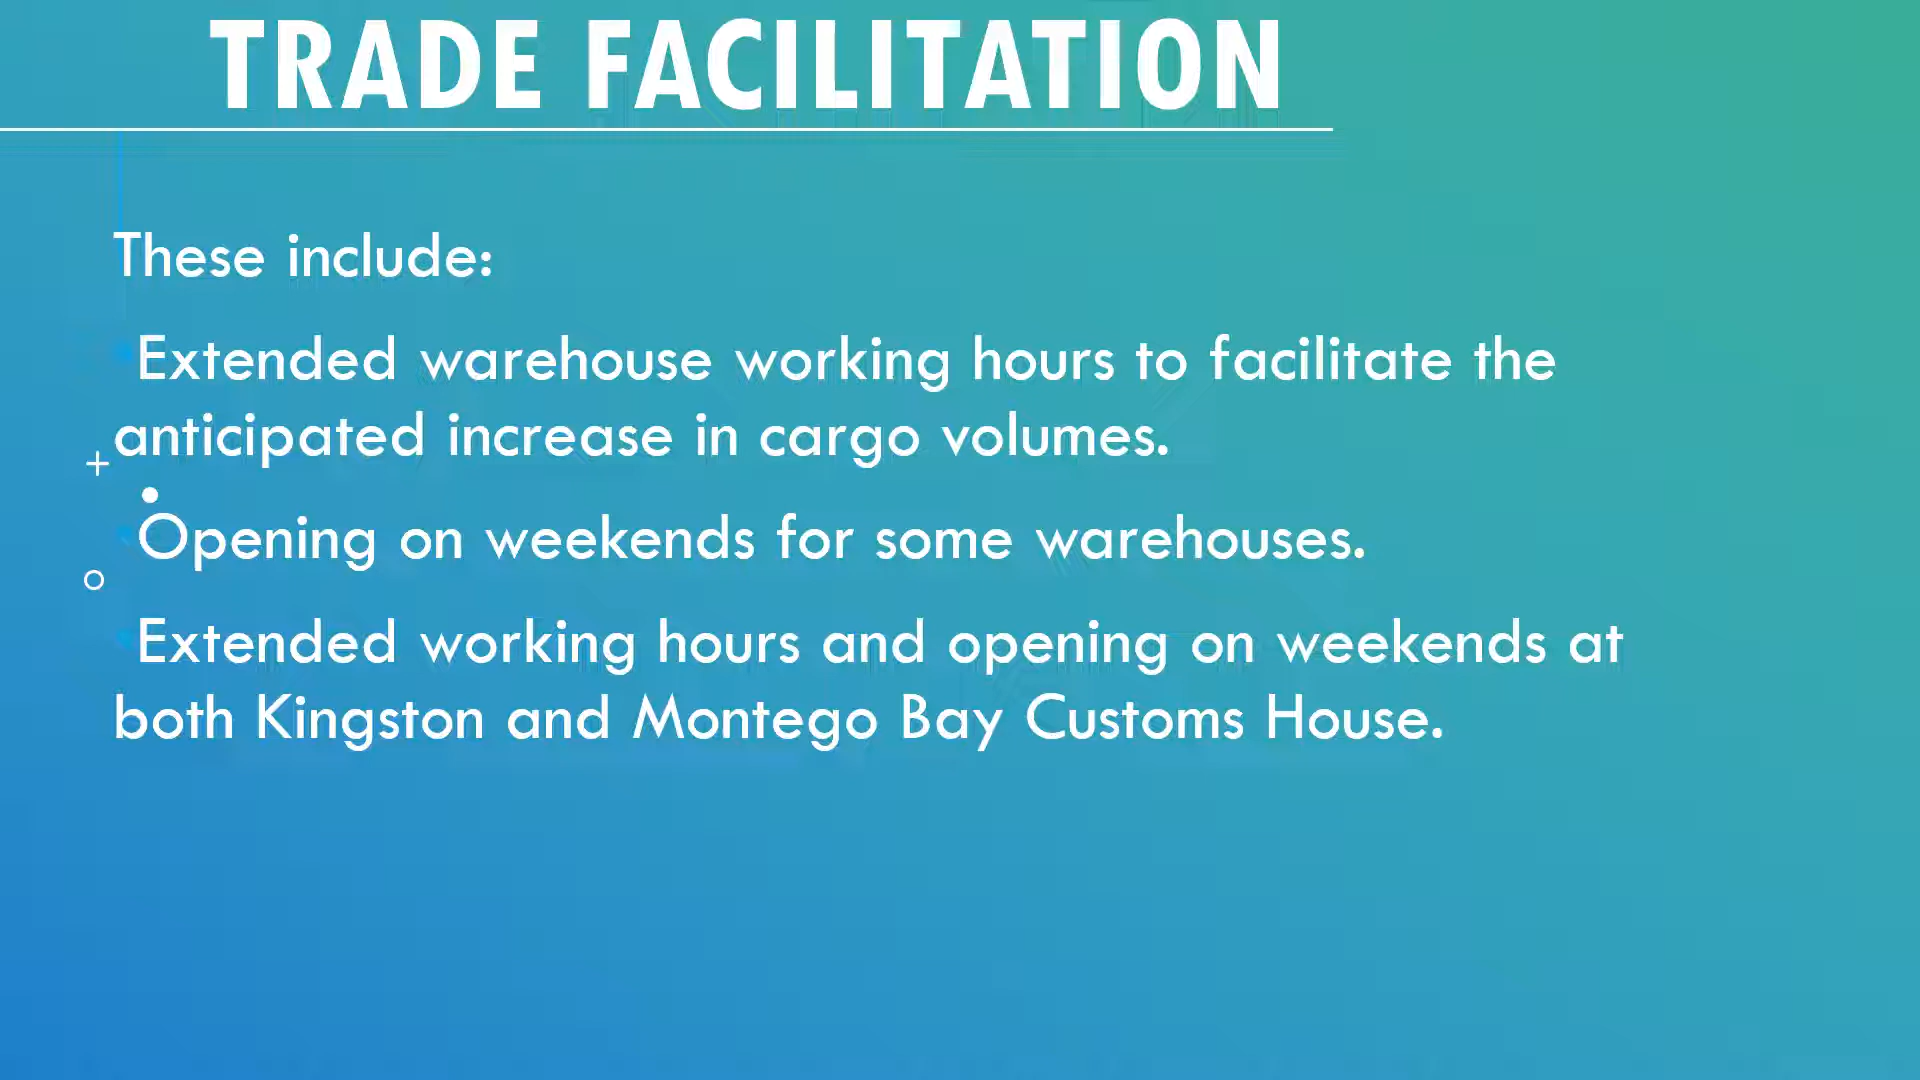 TRADE FACILITATION
These include:
•Extended warehouse working hours to facilitate the
anticipated increase in cargo volumes.
•Opening on weekends for some warehouses.
•Extended working hours and opening on weekends at
both Kingston and Montego Bay Customs House.